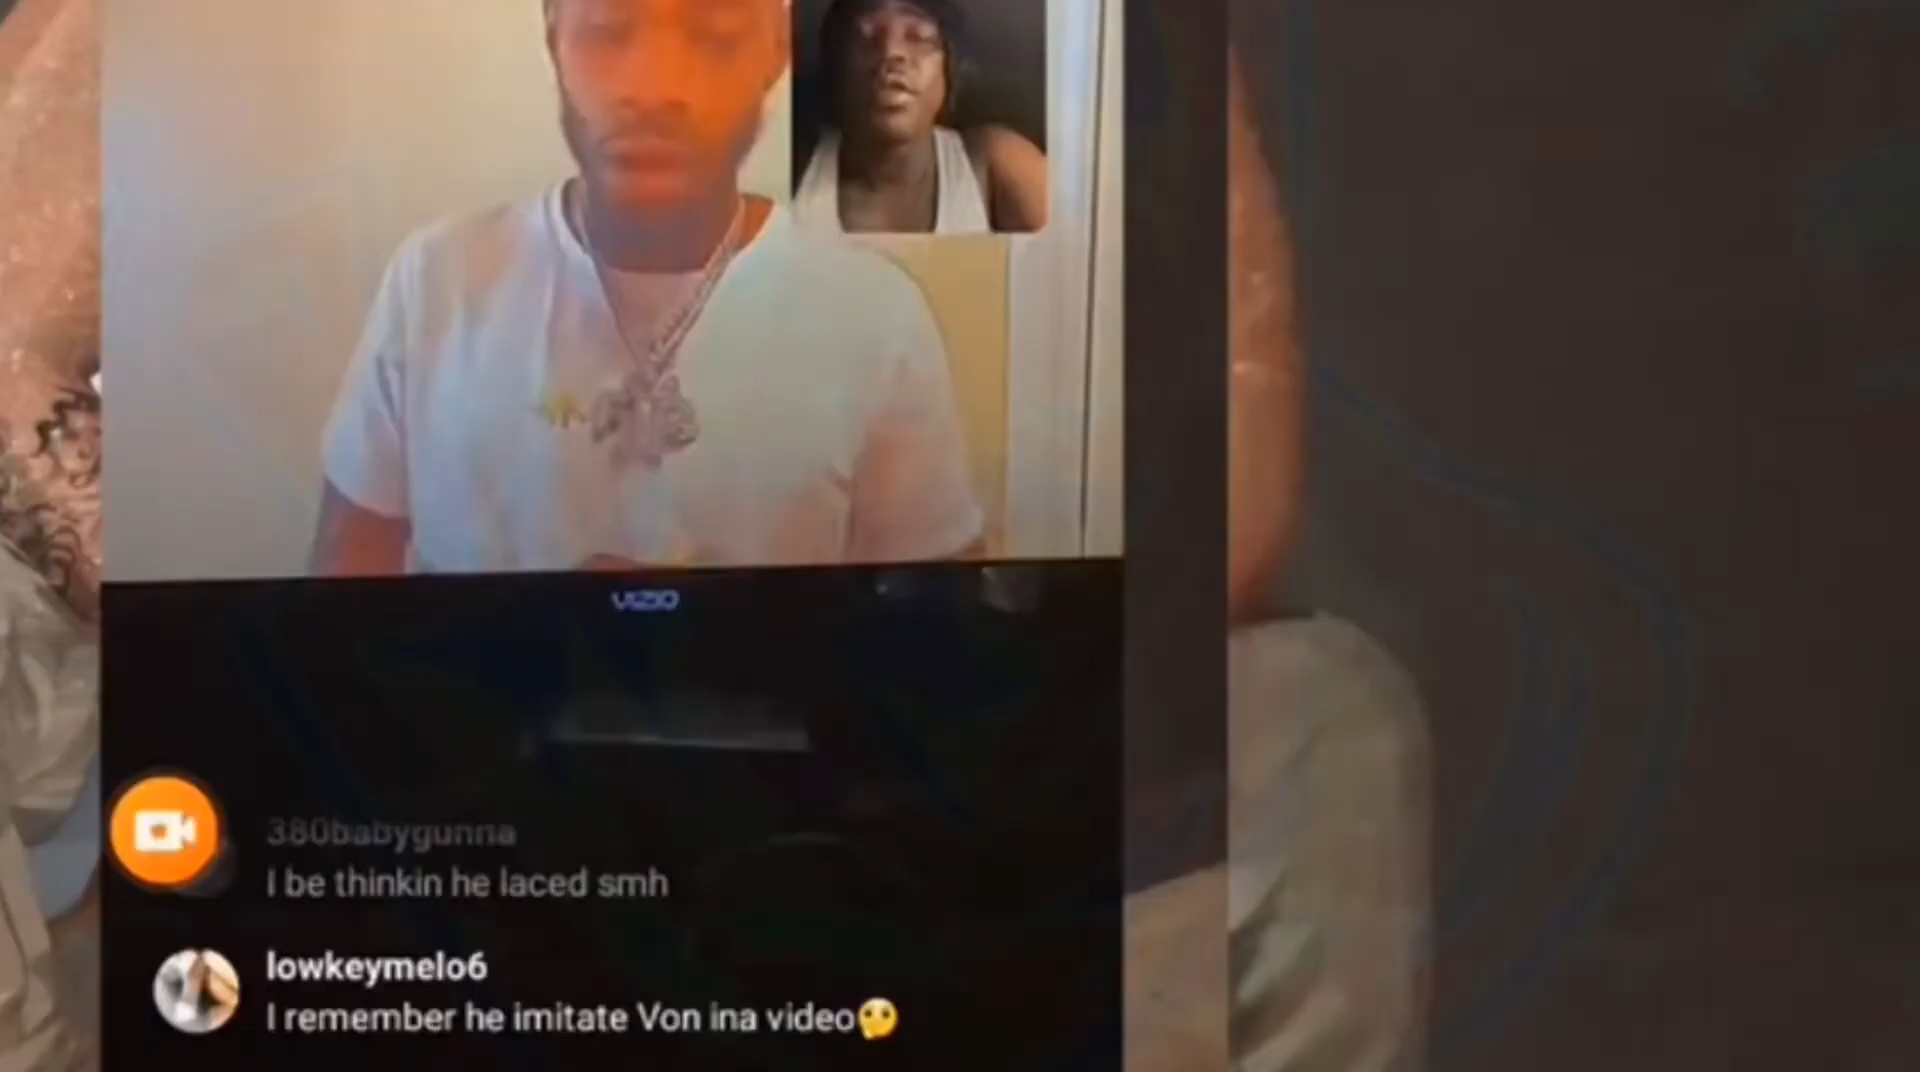 VIZIO
380babygunna
I be thinkin he laced smh
lowkeymelo6
I remember he imitate Von ina video🤔